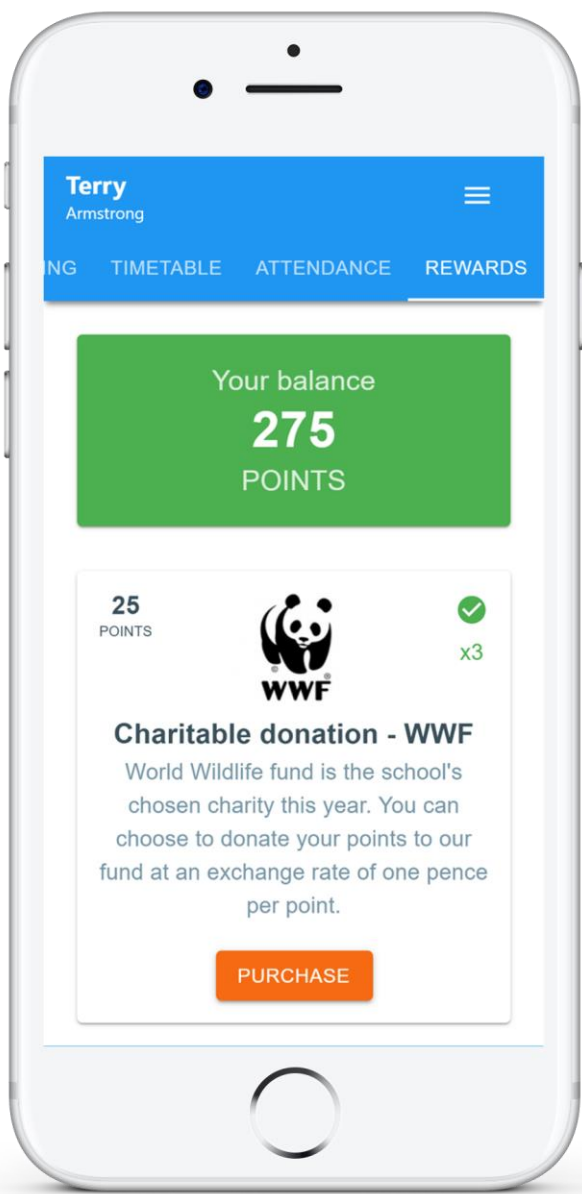 Terry
Armstrong
ING TIMETABLE ATTENDANCE REWARDS
Your balance
275
POINTS
25
POINTS
x3
©
®
WWF
Charitable donation - WWF
World Wildlife fund is the school's
chosen charity this year. You can
choose to donate your points to our
fund at an exchange rate of one pence
per point.
PURCHASE